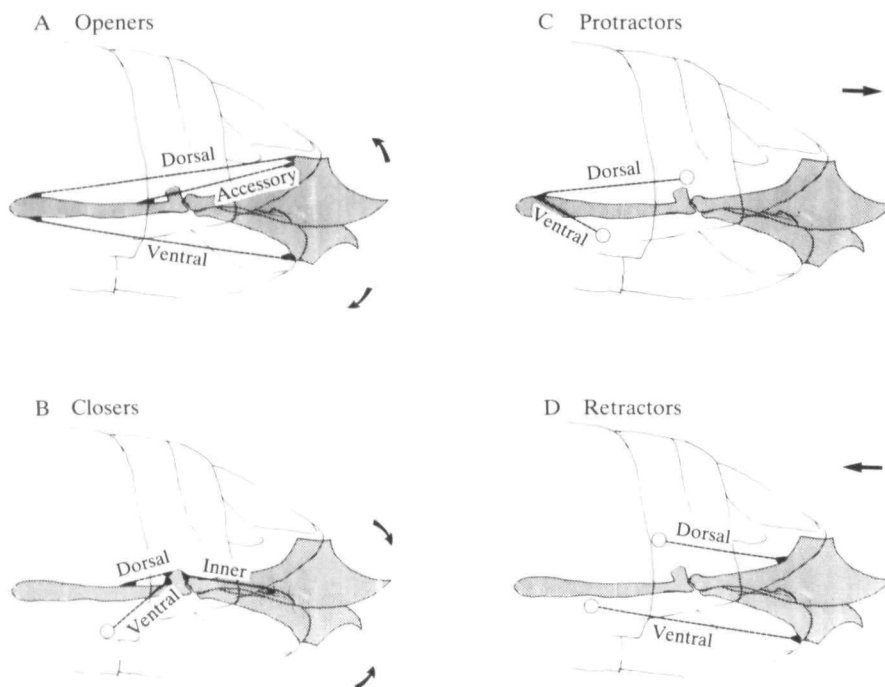 A Openers
Dorsal
Accessory
Ventral
B Closers
Dorsal
Inner
Ventral
C Protractors
Dorsal
Ventral
D Retractors
Dorsal
Ventral